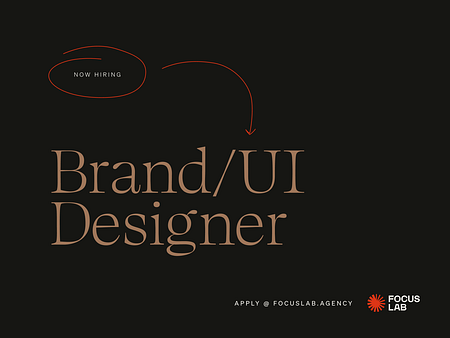 NOW HIRING
Brand/UI
Designer
APPLY @ FOCUSLAB.AGENCY
FOCUS
LAB